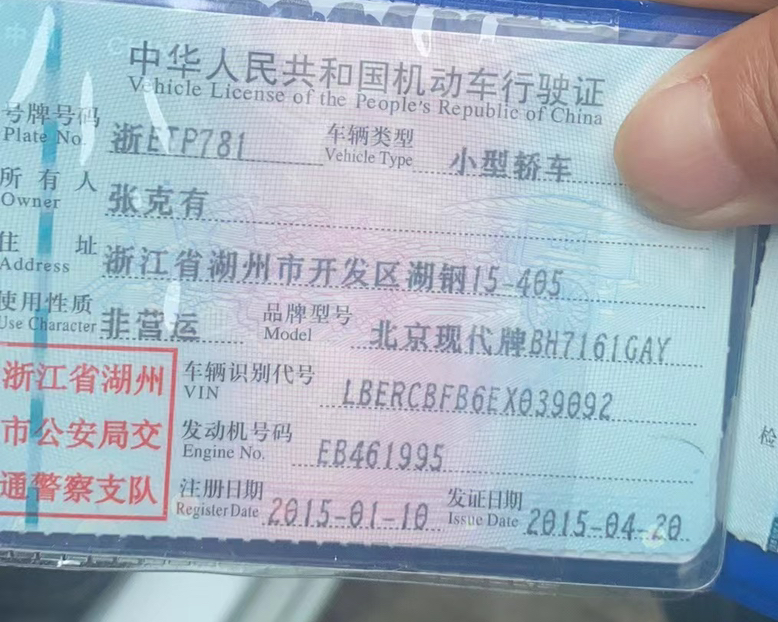 中华人民共和国机动车行驶证
Vehicle License of the People's Republic of China
号牌号码 浙ETP781 车辆类型 小型轿车
Plate No. Vehicle Type
所有人 张克有
Owner
住址 浙江省湖州市开发区湖钢15-405
Address
使用性质 非营运 品牌型号 北京现代牌BH7161GAY
Use Character Model
浙江省湖州
市公安局交
通警察支队
车辆识别代号 LBERCBFB6EX039092
VIN
发动机号码 EB461995
Engine No.
注册日期 2015-01-10 发证日期 2015-04-20
Register Date Issue Date
检